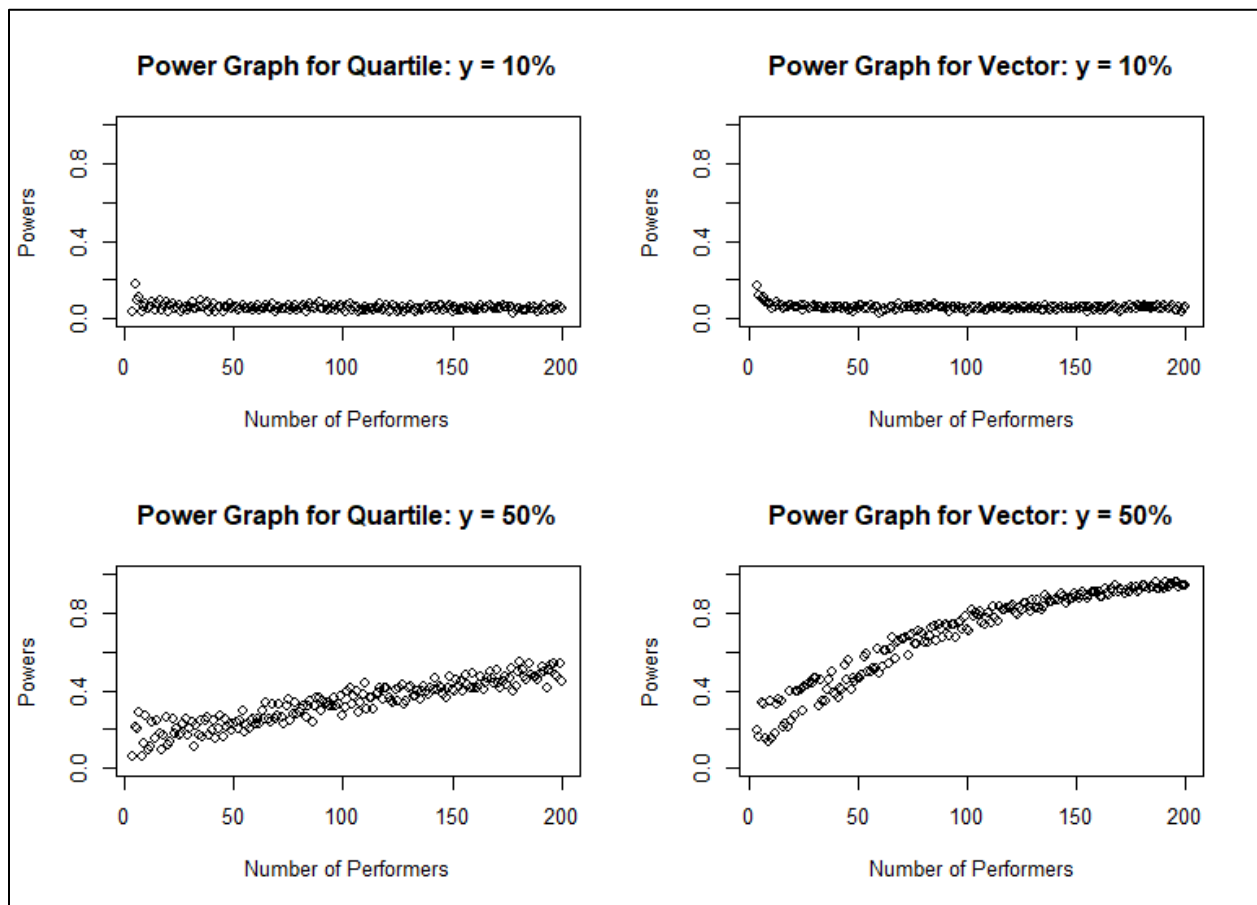 Power Graph for Quartile: y = 10%
Powers
0.0 0.4 0.8
0 50 100 150 200
Number of Performers
Power Graph for Vector: y = 10%
Powers
0.0 0.4 0.8
0 50 100 150 200
Number of Performers
Power Graph for Quartile: y = 50%
Powers
0.0 0.4 0.8
0 50 100 150 200
Number of Performers
Power Graph for Vector: y = 50%
Powers
0.0 0.4 0.8
0 50 100 150 200
Number of Performers